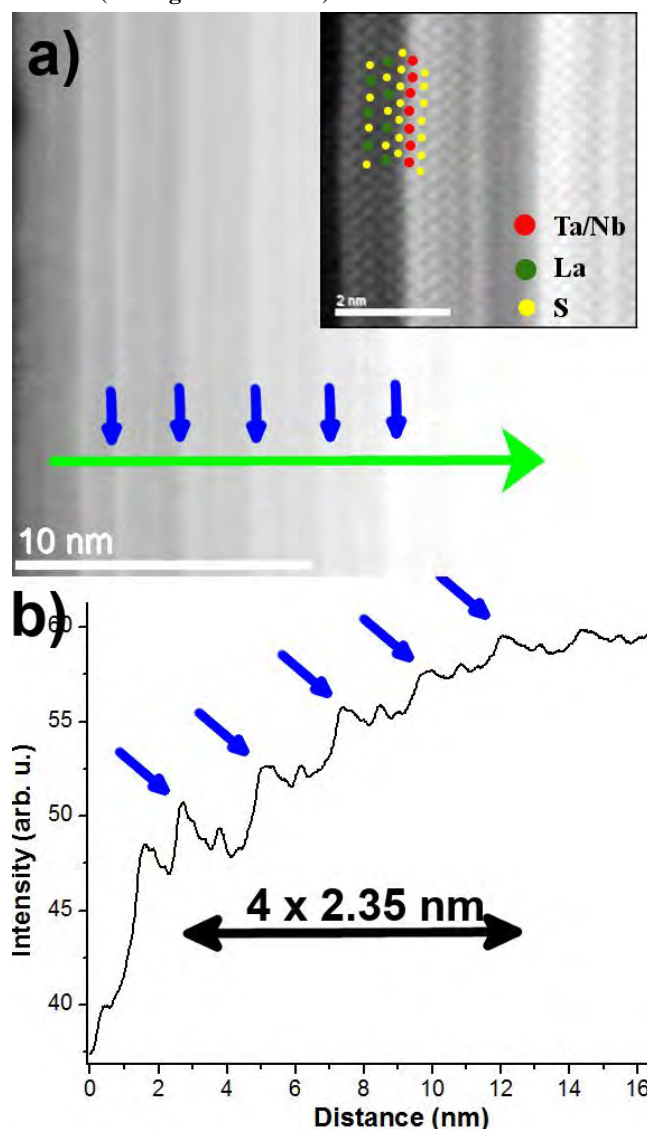 a)
Ta/Nb
La
S
2 nm
10 nm
b)
60
55
50
45
40
Intensity (arb. u.)
4 x 2.35 nm
0 2 4 6 8 10 12 14 16
Distance (nm)